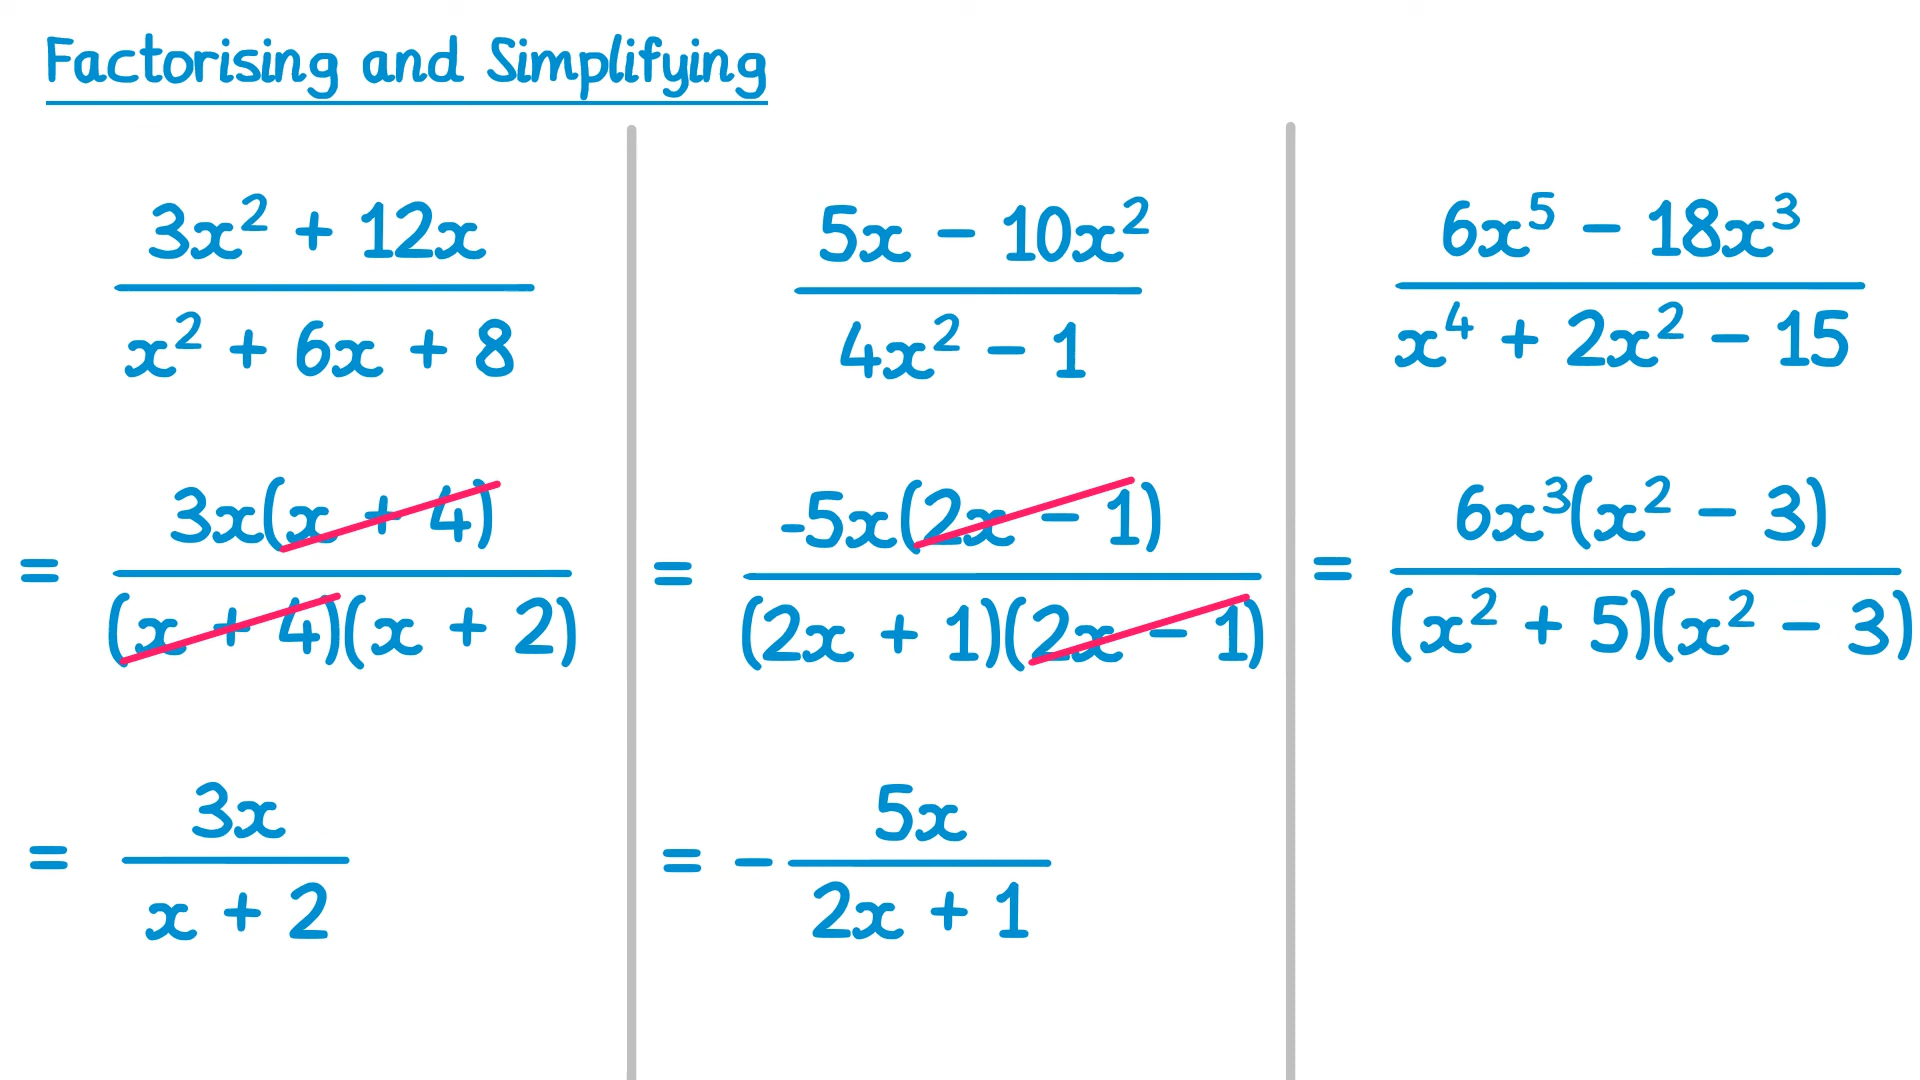 Factorising and Simplifying
3x² + 12x
x² + 6x + 8
= 3x(x + 4)
(x + 4)(x + 2)
= 3x
x + 2
5x − 10x²
4x² − 1
= -5x(2x − 1)
(2x + 1)(2x − 1)
= − 5x
2x + 1
6x⁵ − 18x³
x⁴ + 2x² − 15
= 6x³(x² − 3)
(x² + 5)(x² − 3)